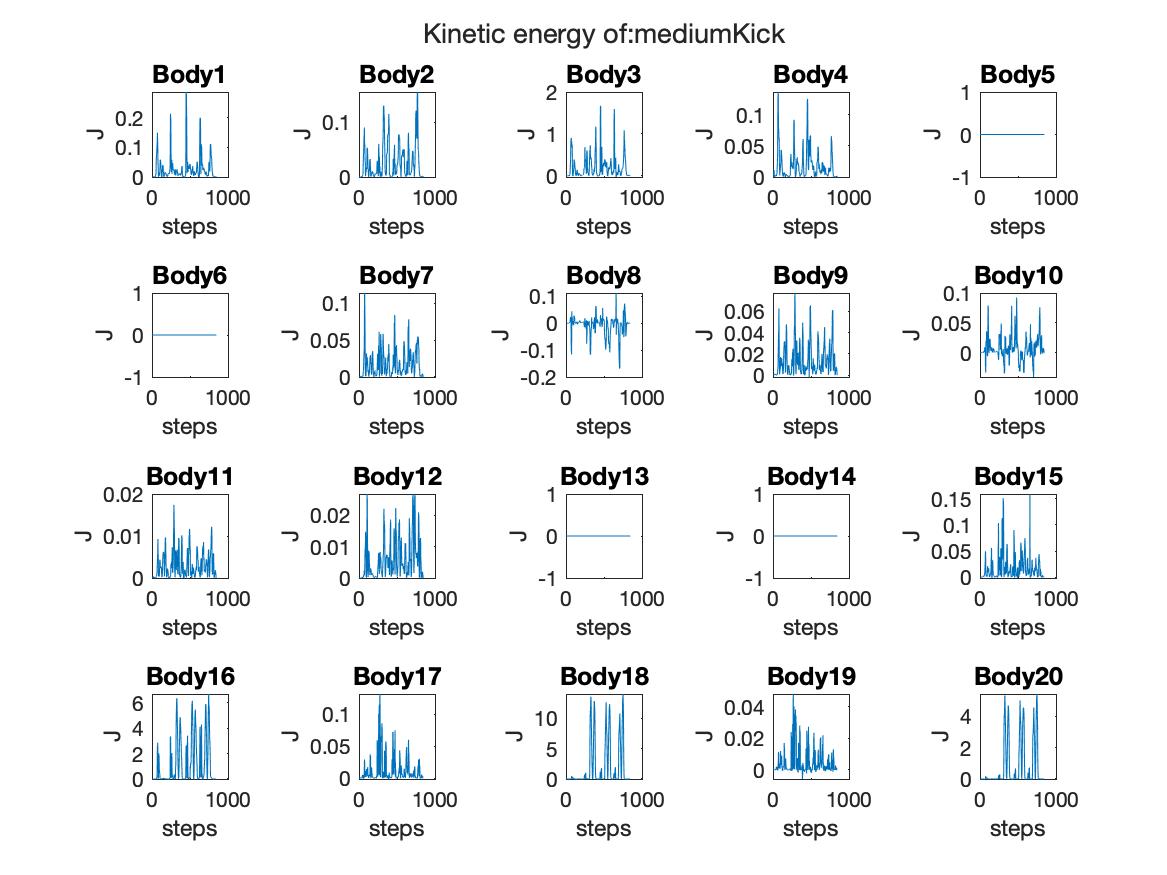 Kinetic energy of:mediumKick
Body1 Body2 Body3 Body4 Body5
J 0.2 0.1 0 J 0.1 0 J 2 1 0 J 0.1 0.05 0 J 1 0 -1
0 1000 0 1000 0 1000 0 1000 0 1000
steps steps steps steps steps
Body6 Body7 Body8 Body9 Body10
J 1 0 -1 J 0.1 0.05 0 J 0.1 0 -0.1 -0.2 J 0.06 0.04 0.02 0 J 0.1 0.05 0
0 1000 0 1000 0 1000 0 1000 0 1000
steps steps steps steps steps
Body11 Body12 Body13 Body14 Body15
J 0.02 0.01 0 J 0.02 0.01 0 J 1 0 -1 J 1 0 -1 J 0.15 0.1 0.05 0
0 1000 0 1000 0 1000 0 1000 0 1000
steps steps steps steps steps
Body16 Body17 Body18 Body19 Body20
J 6 4 2 0 J 0.1 0.05 0 J 10 5 0 J 0.04 0.02 0 J 4 2 0
0 1000 0 1000 0 1000 0 1000 0 1000
steps steps steps steps steps